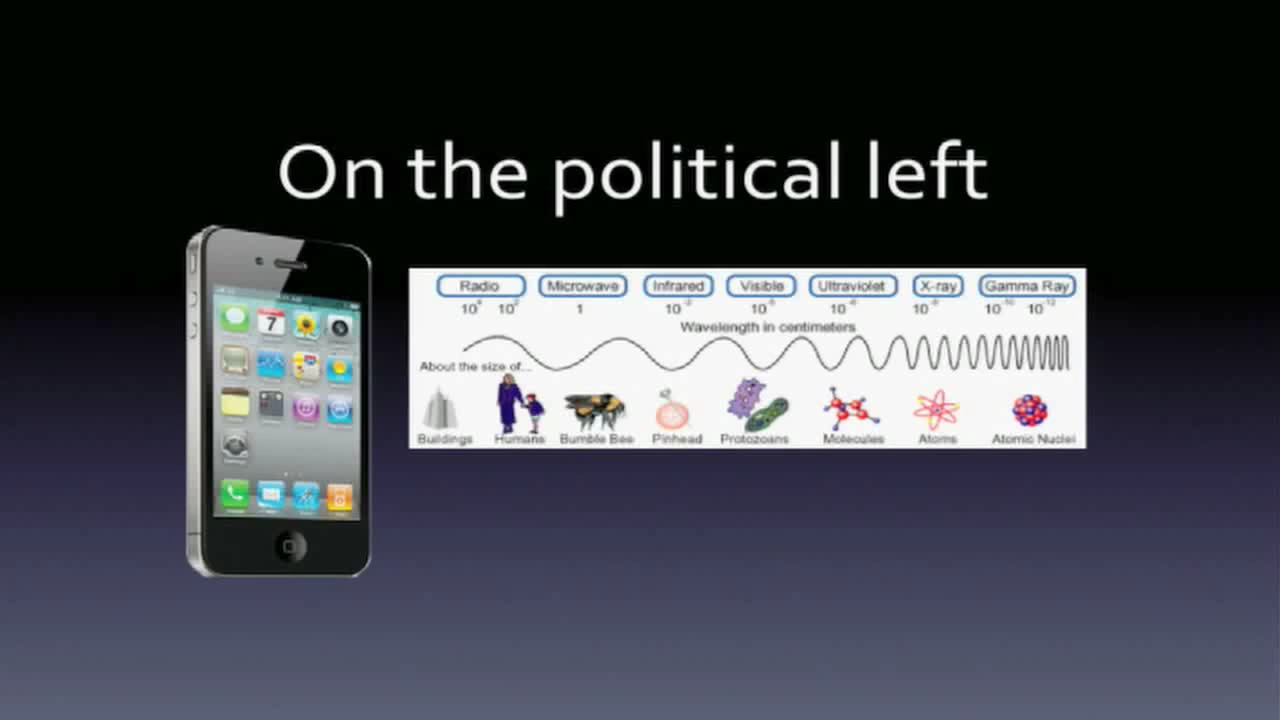 On the political left
Radio Microwave Infrared Visible Ultraviolet X-ray Gamma Ray
Wavelength in centimeters
About the size of...
Buildings Humans Bumble Bee Pinhead Protozoans Molecules Atoms Atomic Nuclei
7